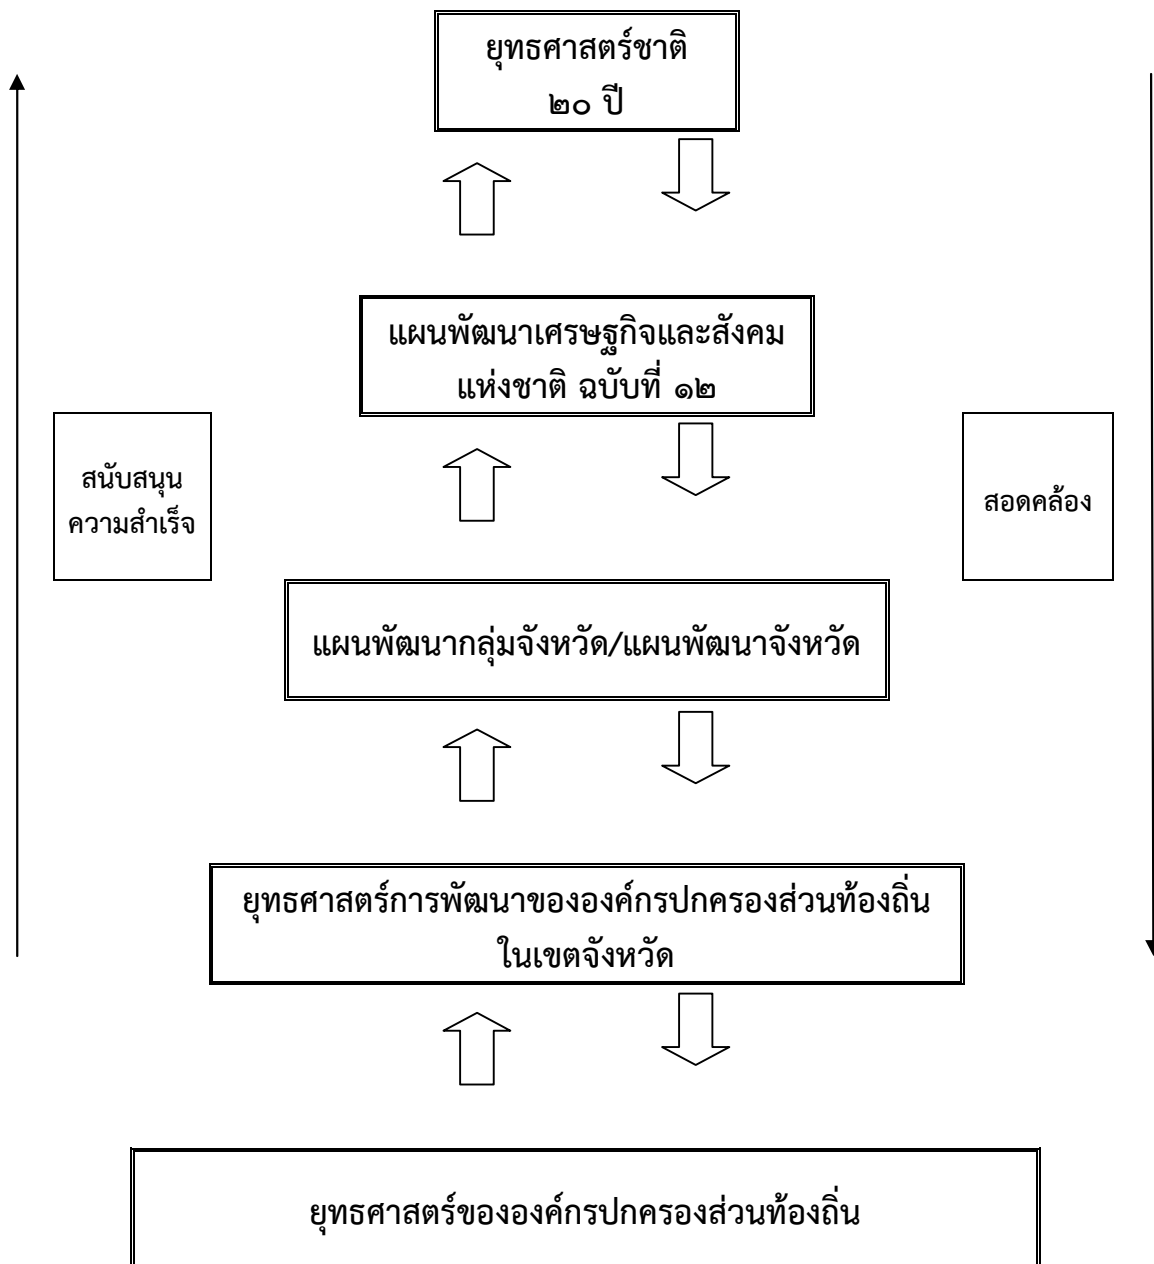 ยุทธศาสตร์ชาติ
๒๐ ปี
แผนพัฒนาเศรษฐกิจและสังคม
แห่งชาติ ฉบับที่ ๑๒
สนับสนุน
ความสำเร็จ
สอดคล้อง
แผนพัฒนากลุ่มจังหวัด/แผนพัฒนาจังหวัด
ยุทธศาสตร์การพัฒนาขององค์กรปกครองส่วนท้องถิ่น
ในเขตจังหวัด
ยุทธศาสตร์ขององค์กรปกครองส่วนท้องถิ่น